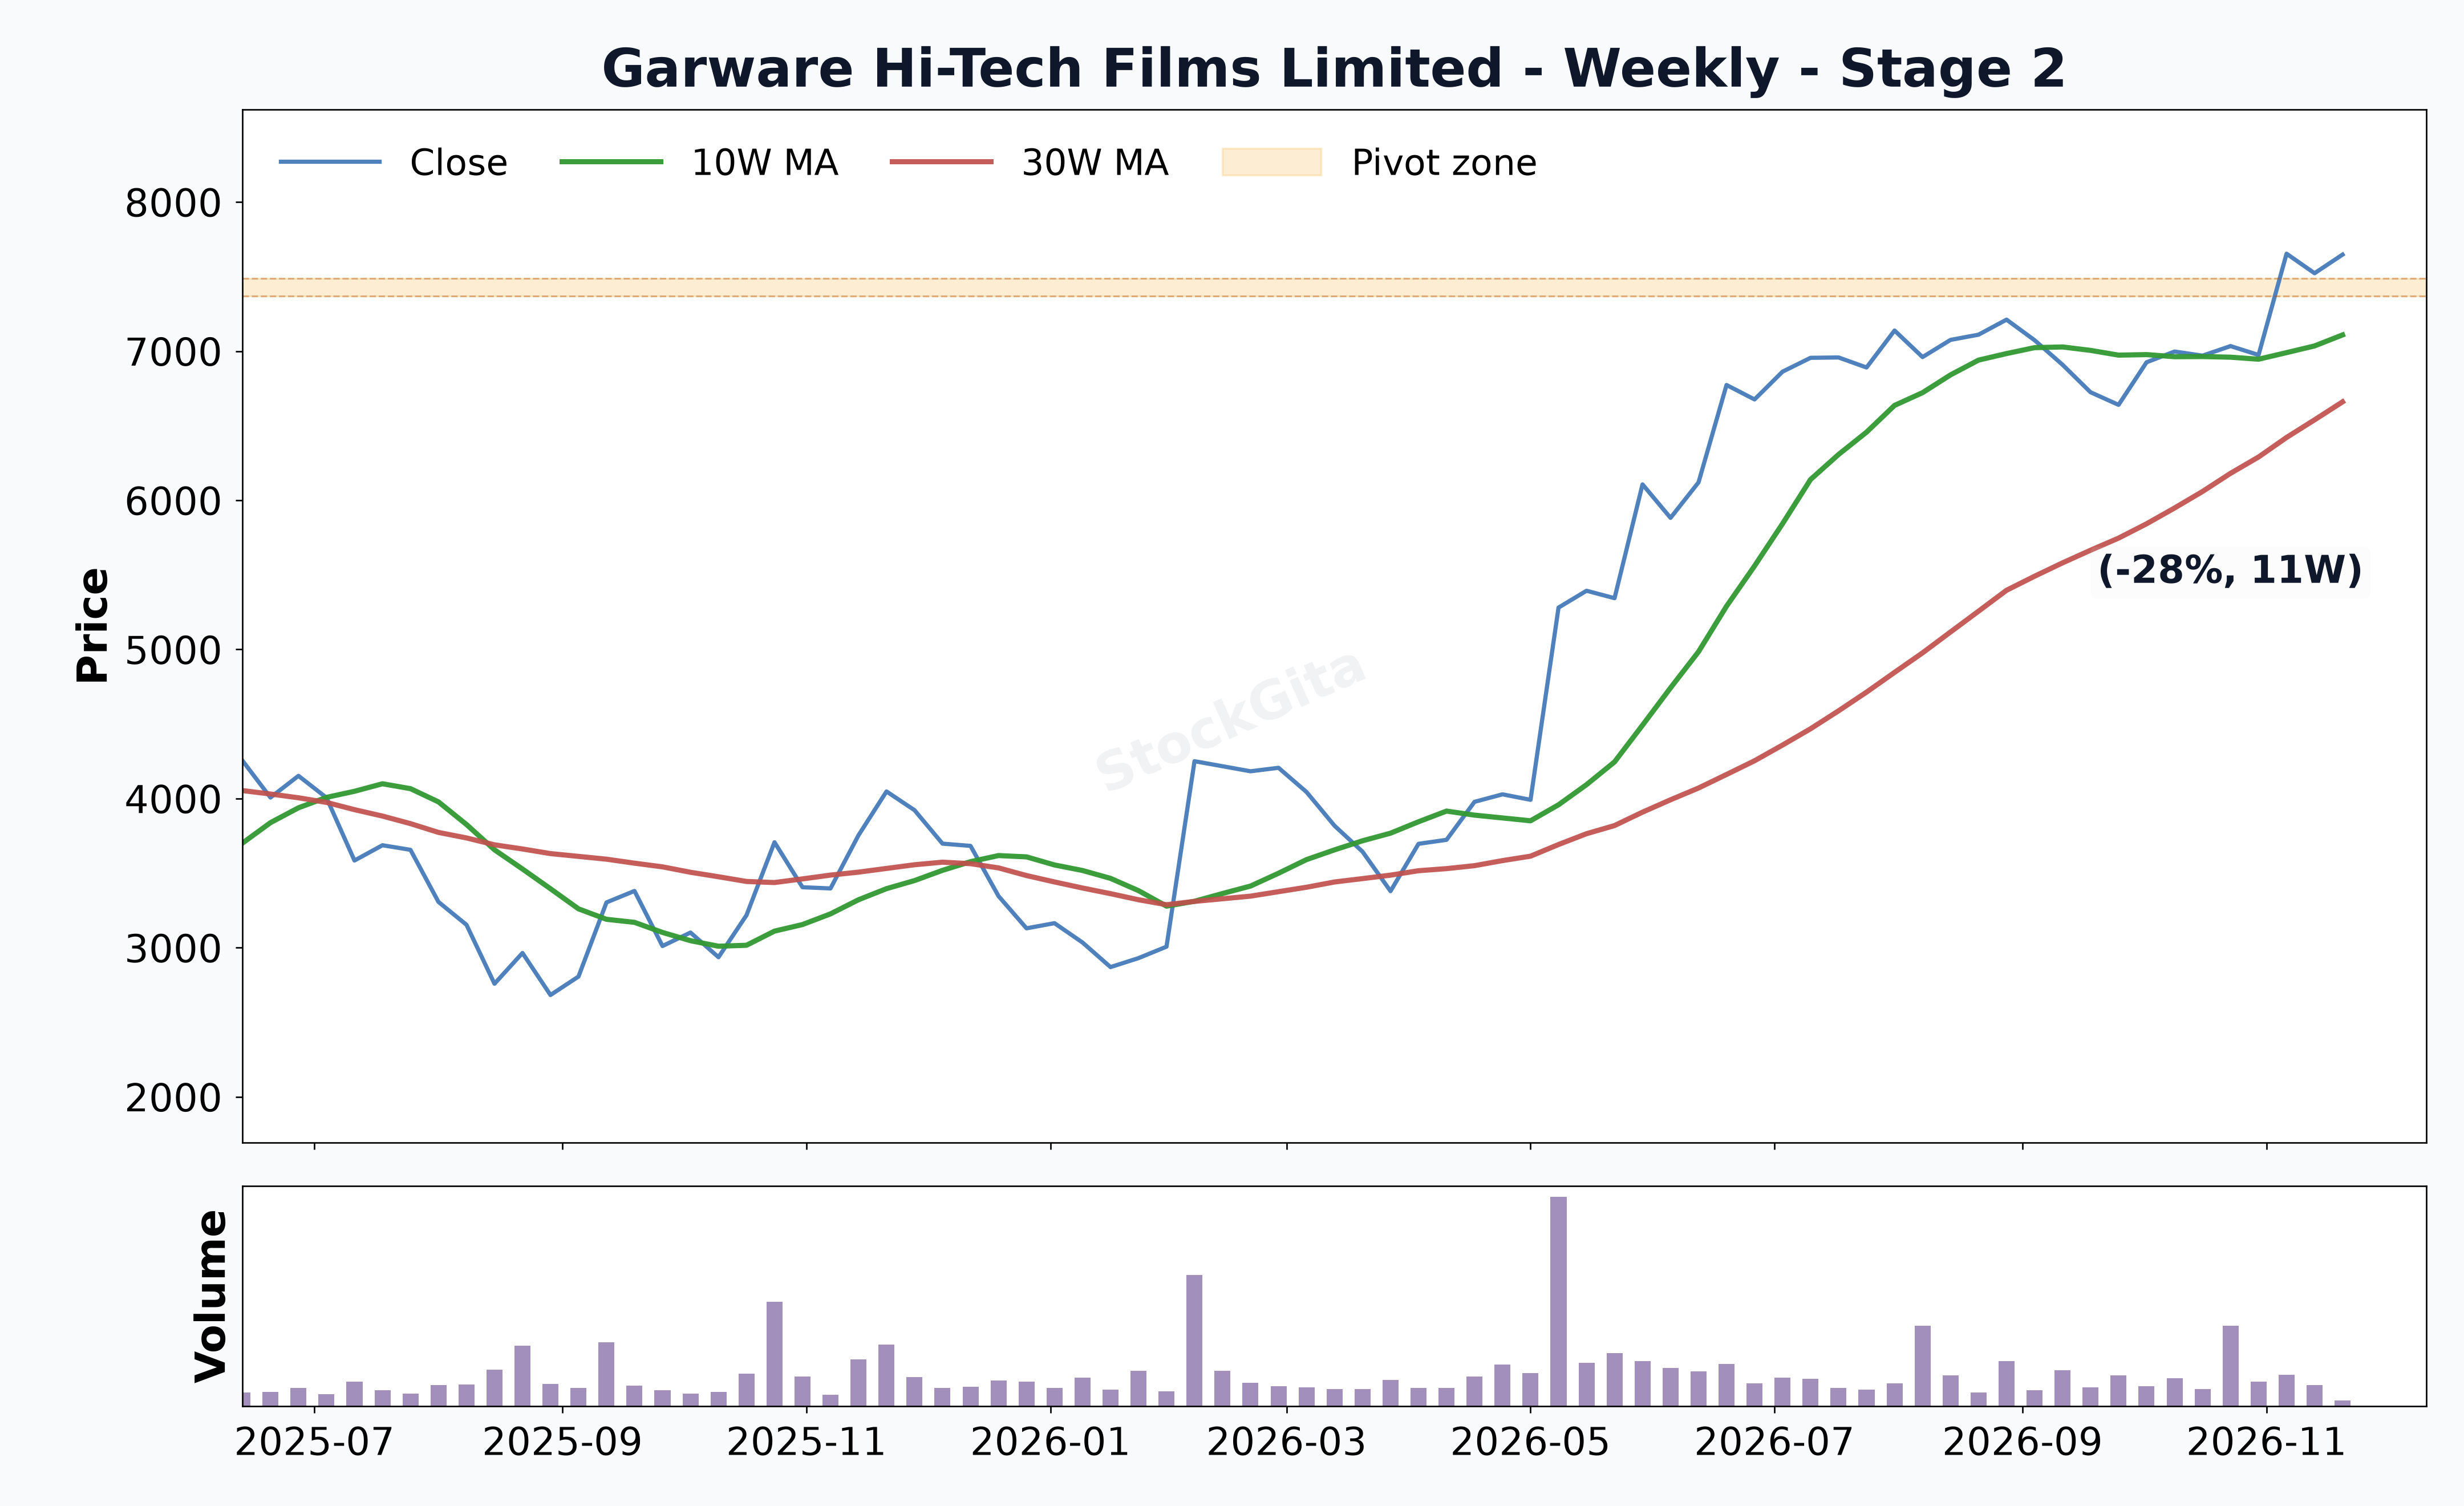 Garware Hi-Tech Films Limited - Weekly - Stage 2
Close 10W MA 30W MA Pivot zone
8000
7000
6000
5000
4000
3000
2000
Price
(-28%, 11W)
StockGita
Volume
2025-07 2025-09 2025-11 2026-01 2026-03 2026-05 2026-07 2026-09 2026-11